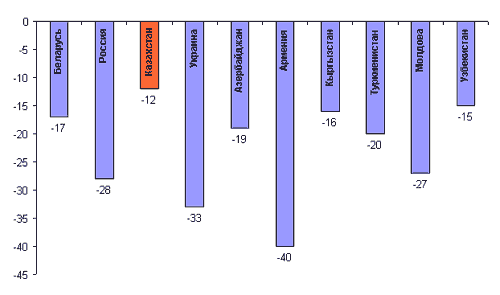 0
-5
-10
-15
-20
-25
-30
-35
-40
-45
Беларусь
Россия
Казахстан
Украина
Азербайджан
Армения
Кыргызстан
Туркменистан
Молдова
Узбекистан
-17
-28
-12
-33
-19
-40
-16
-20
-27
-15